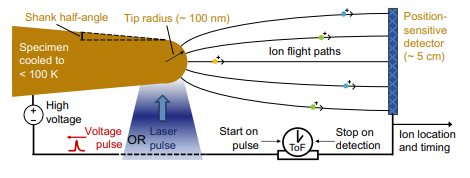 Shank half-angle
Tip radius (~ 100 nm)
Position-
sensitive
detector
(~ 5 cm)
Specimen
cooled to
< 100 K
Ion flight paths
+
+
+
+
+
+
−
High
voltage
Voltage
pulse
OR
Laser
pulse
Start on
pulse
ToF
Stop on
detection
Ion location
and timing